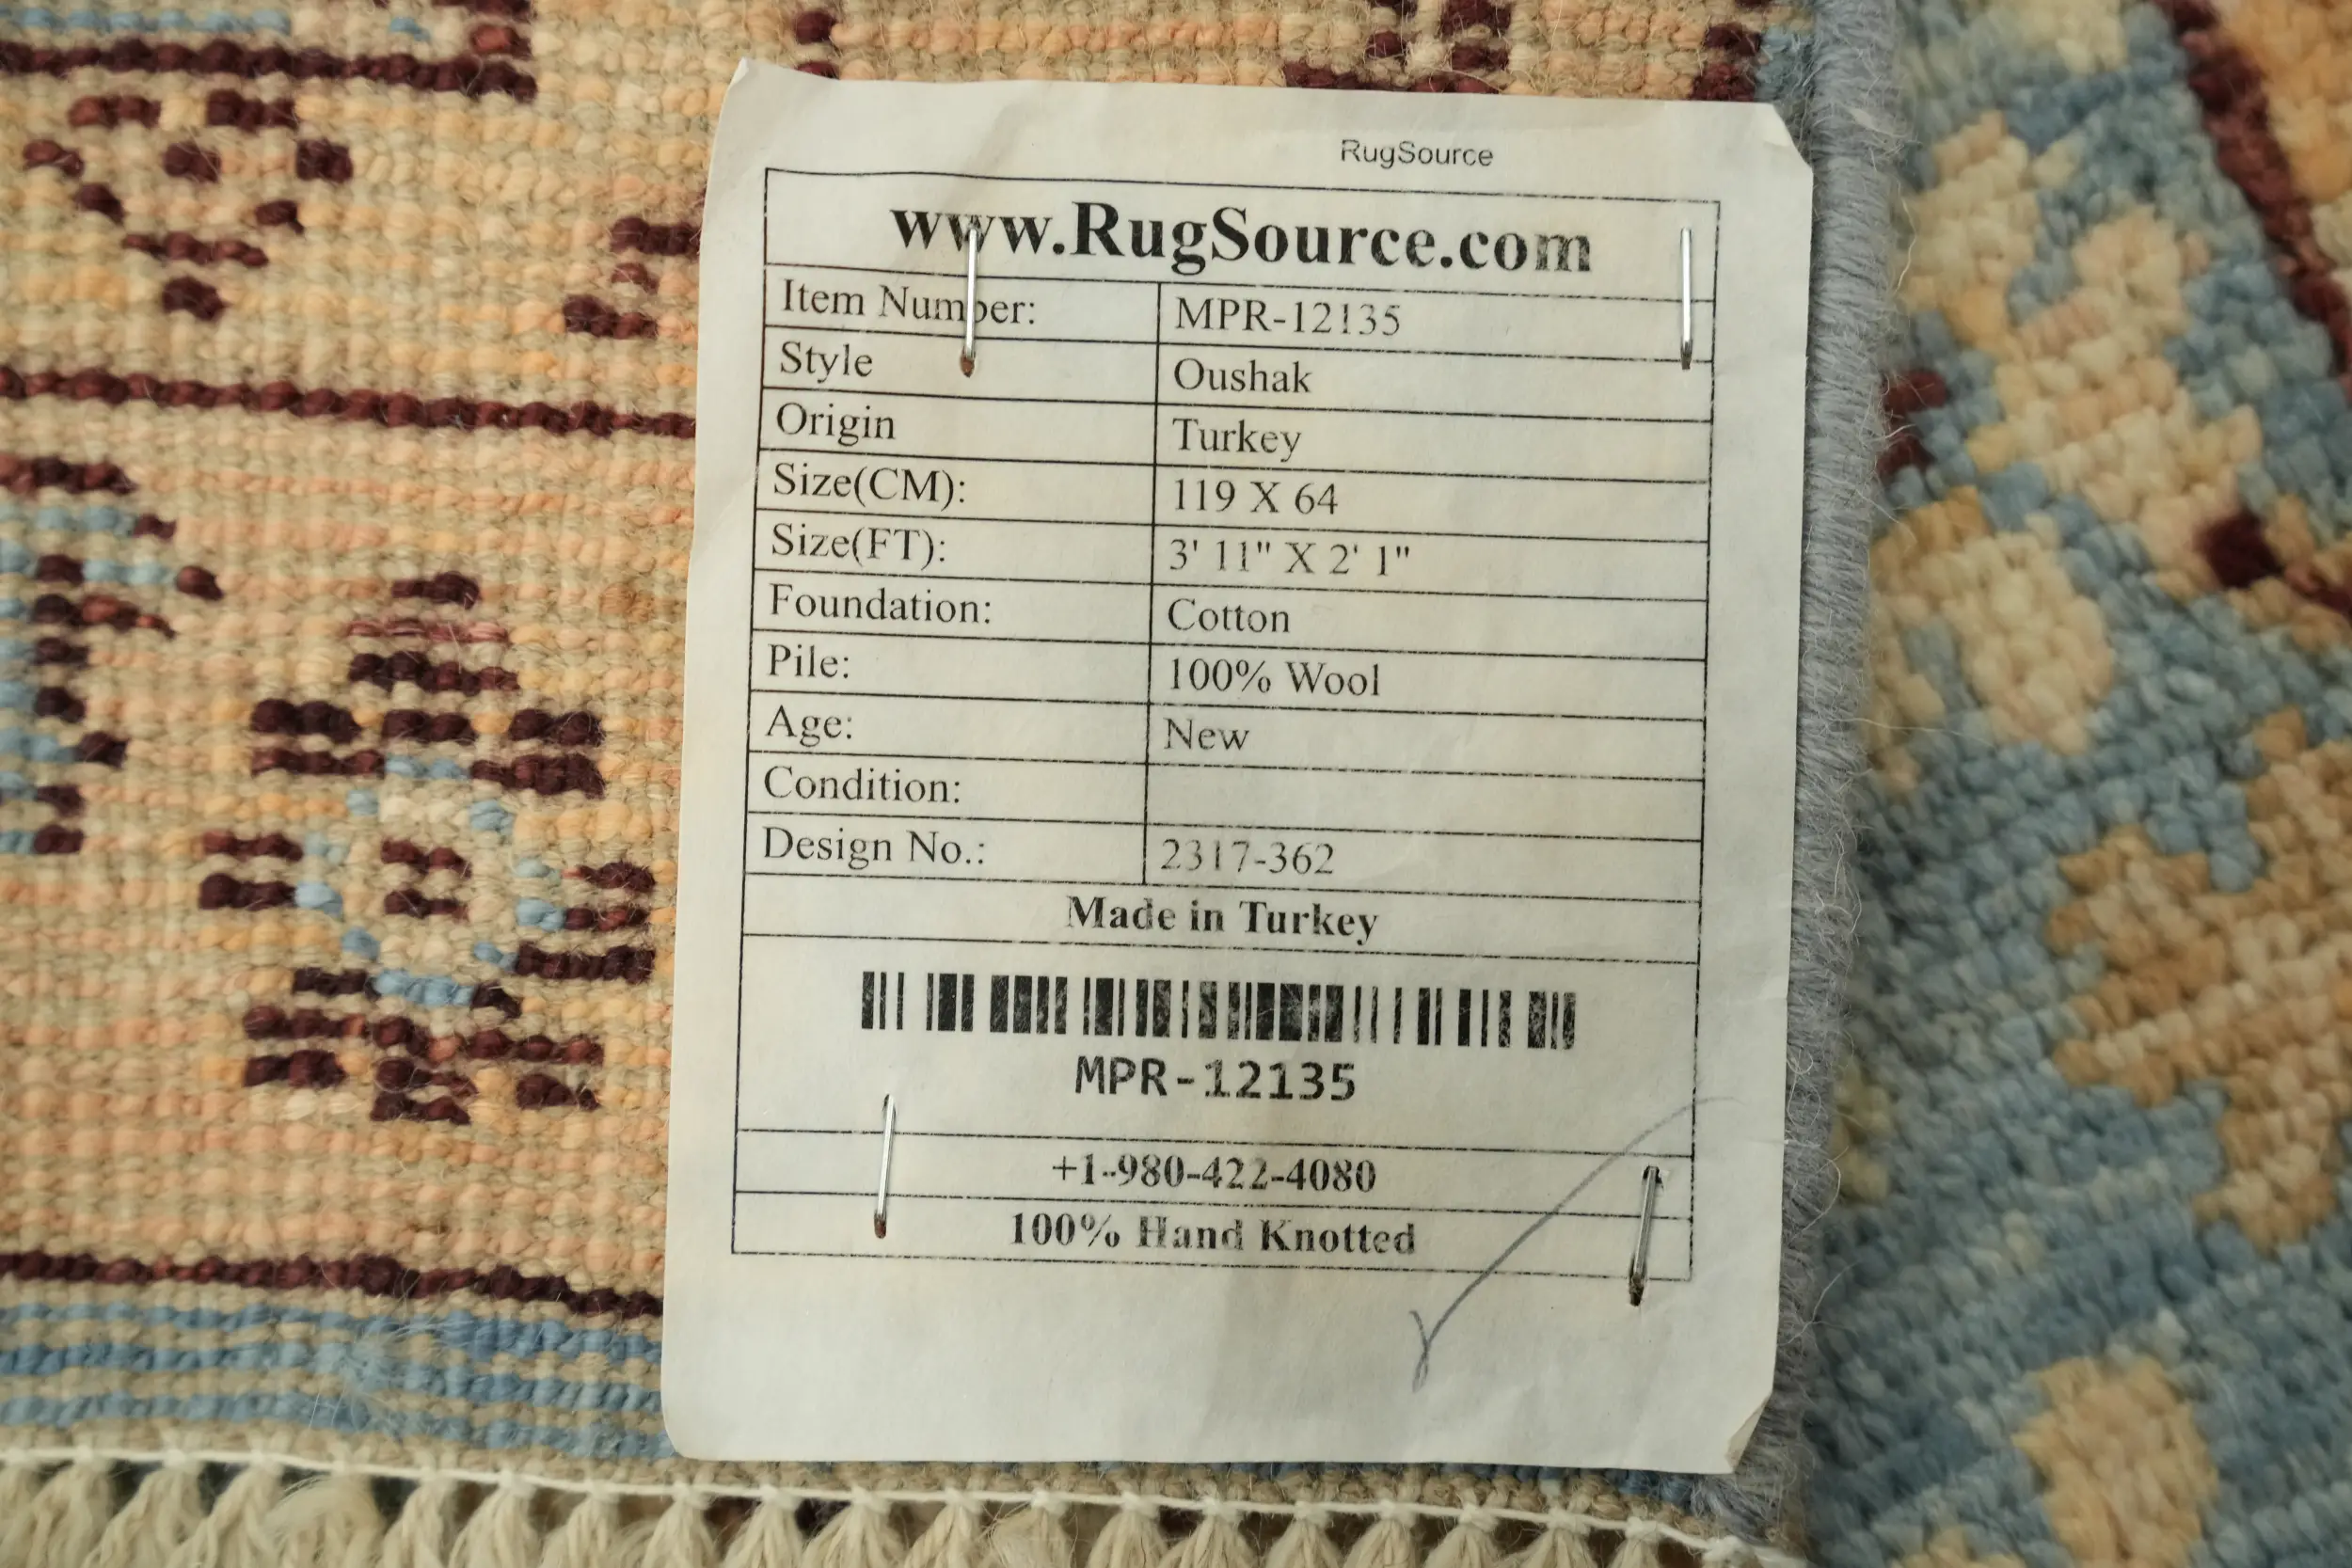 RugSource
www.RugSource.com
Item Number: MPR-12135
Style Oushak
Origin Turkey
Size(CM): 119 X 64
Size(FT): 3' 11" X 2' 1"
Foundation: Cotton
Pile: 100% Wool
Age: New
Condition:
Design No.: 2317-362
Made in Turkey
MPR-12135
+1-980-422-4080
100% Hand Knotted